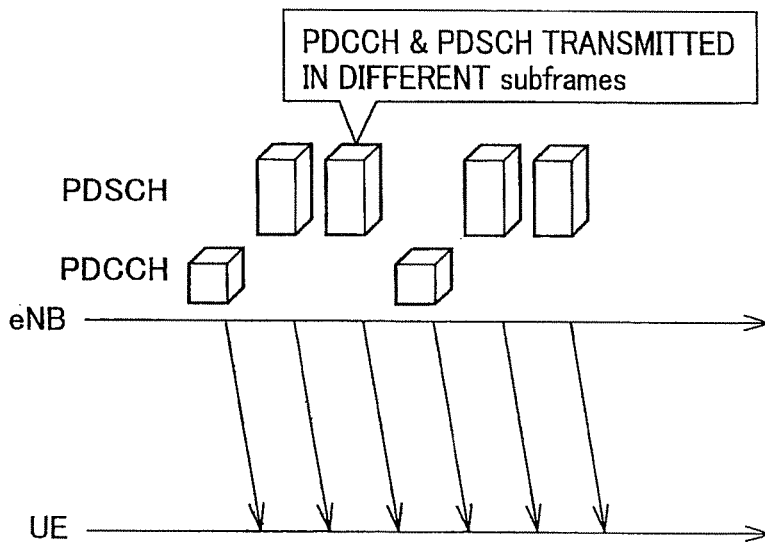 PDCCH & PDSCH TRANSMITTED
IN DIFFERENT subframes
PDSCH
PDCCH
eNB
UE